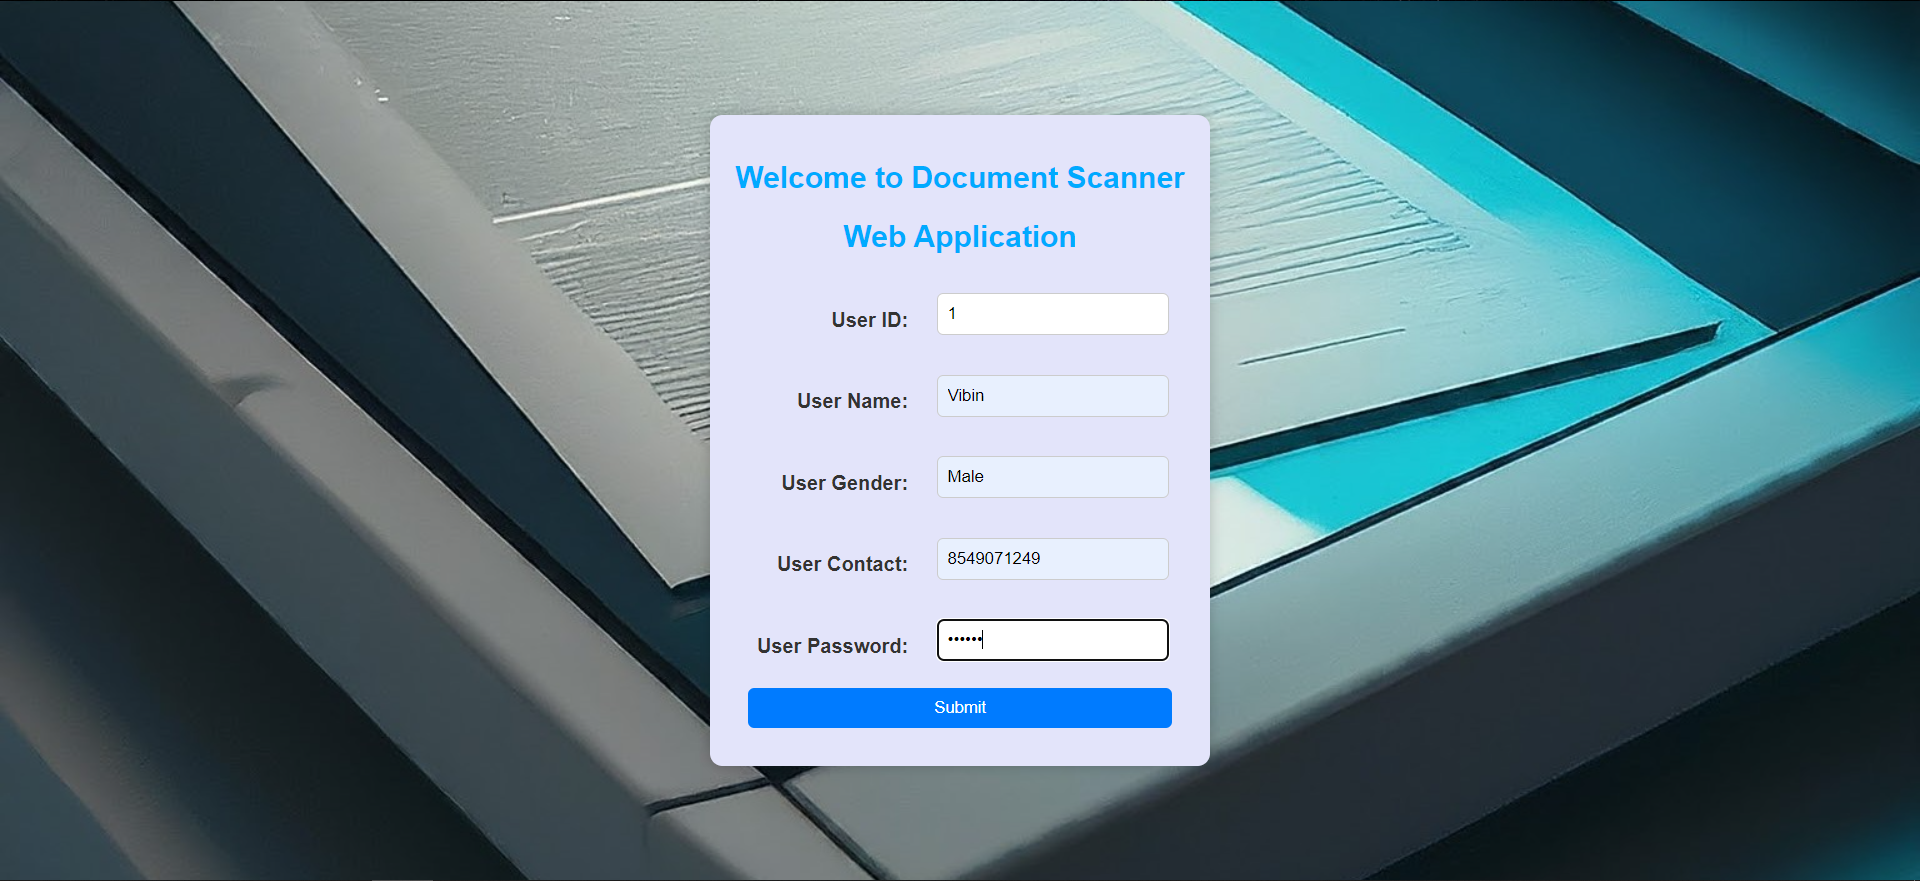 Welcome to Document Scanner
Web Application
User ID: 1
User Name: Vibin
User Gender: Male
User Contact: 8549071249
User Password: ••••••
Submit